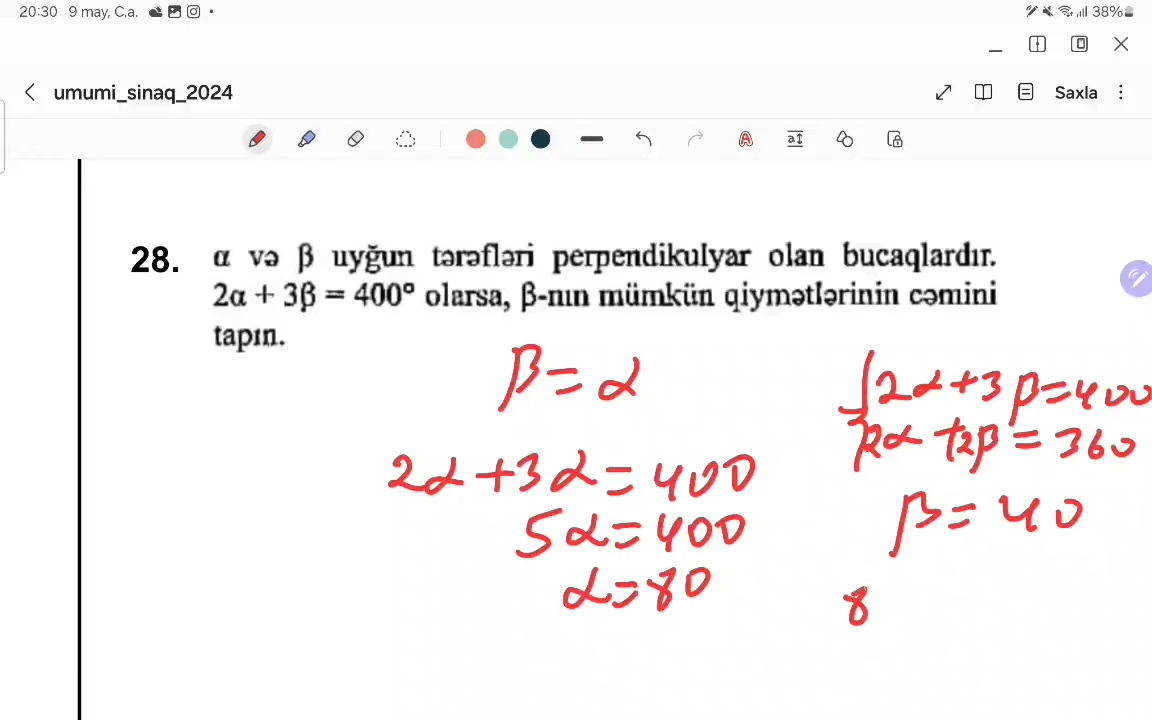 20:30 9 may, C.a. 38%
umumi_sinaq_2024
Saxla
28. α və β uyğun tərəfləri perpendikulyar olan bucaqlardır.
2α + 3β = 400° olarsa, β-nın mümkün qiymətlərinin cəmini
tapın.
β = α
2α + 3α = 400
5α = 400
α = 80
2α + 3β = 400
2α + 2β = 360
β = 40
8